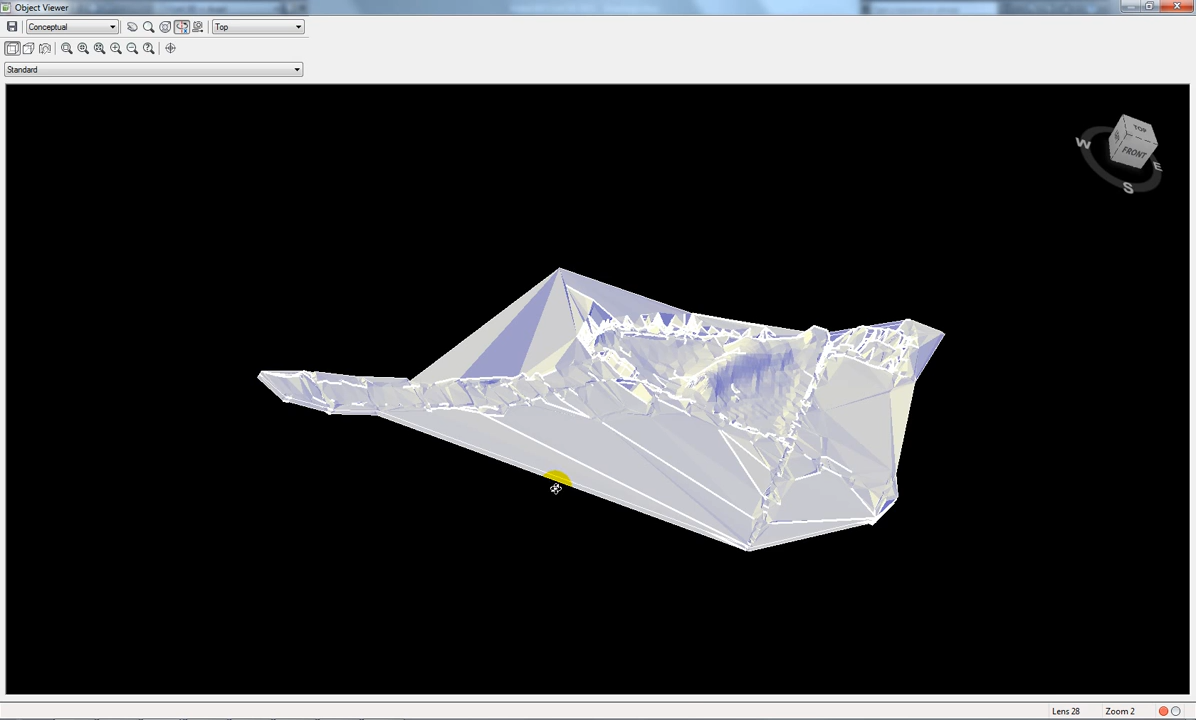 Object Viewer
Conceptual
Top
Standard
TOP
FRONT
W
E
S
Lens 28
Zoom 2